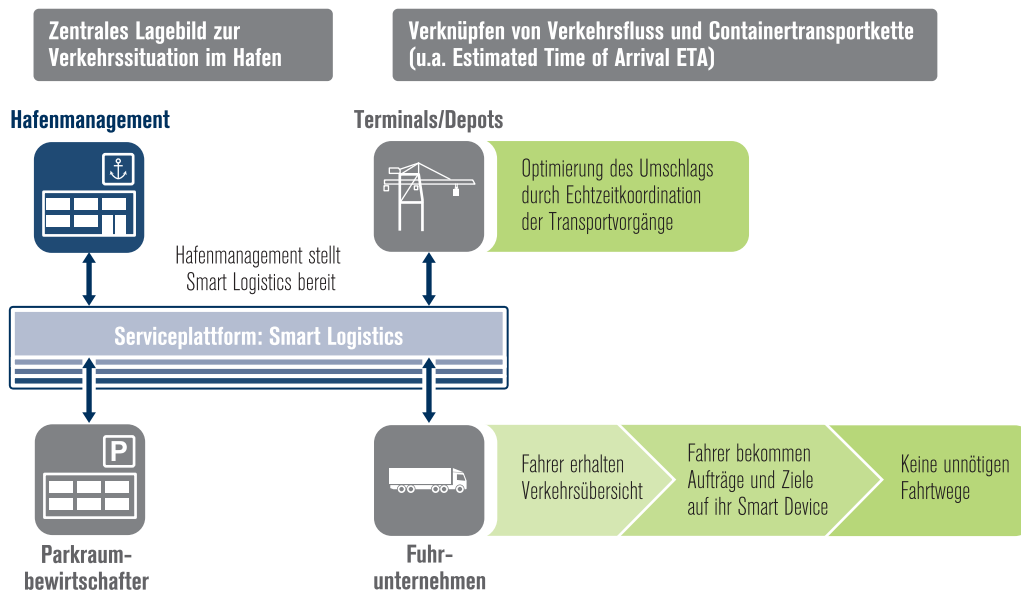 Zentrales Lagebild zur
Verkehrssituation im Hafen
Verknüpfen von Verkehrsfluss und Containertransportkette
(u.a. Estimated Time of Arrival ETA)
Hafenmanagement
Terminals/Depots
Optimierung des Umschlags
durch Echtzeitkoordination
der Transportvorgänge
Hafenmanagement stellt
Smart Logistics bereit
Serviceplattform: Smart Logistics
P
Parkraum-
bewirtschafter
Fuhr-
unternehmen
Fahrer erhalten
Verkehrsübersicht
Fahrer bekommen
Aufträge und Ziele
auf ihr Smart Device
Keine unnötigen
Fahrtwege